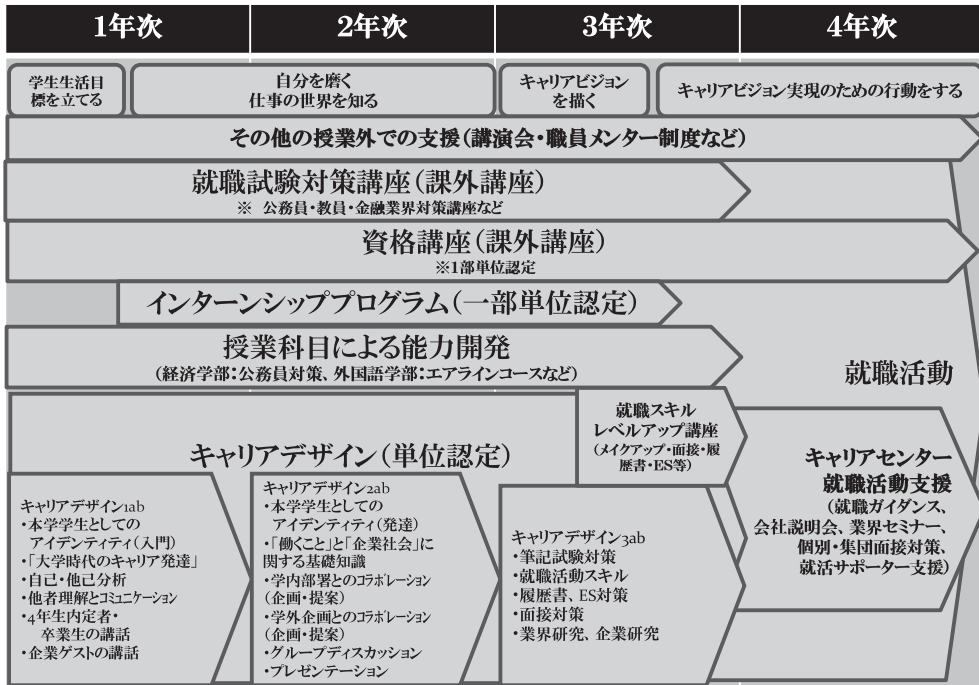 1年次
2年次
3年次
4年次
学生生活目
標を立てる
自分を磨く
仕事の世界を知る
キャリアビジョン
を描く
キャリアビジョン実現のための行動をする
その他の授業外での支援(講演会・職員メンター制度など)
就職試験対策講座(課外講座)
※ 公務員・教員・金融業界対策講座など
資格講座(課外講座)
※1部単位認定
インターンシッププログラム(一部単位認定)
授業科目による能力開発
(経済学部:公務員対策、外国語学部:エアラインコースなど)
就職活動
就職スキル
レベルアップ講座
(メイクアップ・面接・履
歴書・ES等)
キャリアデザイン(単位認定)
キャリアデザイン1ab
・本学学生としての
アイデンティティ(入門)
・「大学時代のキャリア発達」
・自己・他己分析
・他者理解とコミュニケーション
・4年生内定者・
卒業生の講話
・企業ゲストの講話
キャリアデザイン2ab
・本学学生としての
アイデンティティ(発達)
・「働くこと」と「企業社会」に
関する基礎知識
・学内部署とのコラボレーション
(企画・提案)
・学外企画とのコラボレーション
(企画・提案)
・グループディスカッション
・プレゼンテーション
キャリアデザイン3ab
・筆記試験対策
・就職活動スキル
・履歴書、ES対策
・面接対策
・業界研究、企業研究
キャリアセンター
就職活動支援
(就職ガイダンス、
会社説明会、業界セミナー、
個別・集団面接対策、
就活サポーター支援)